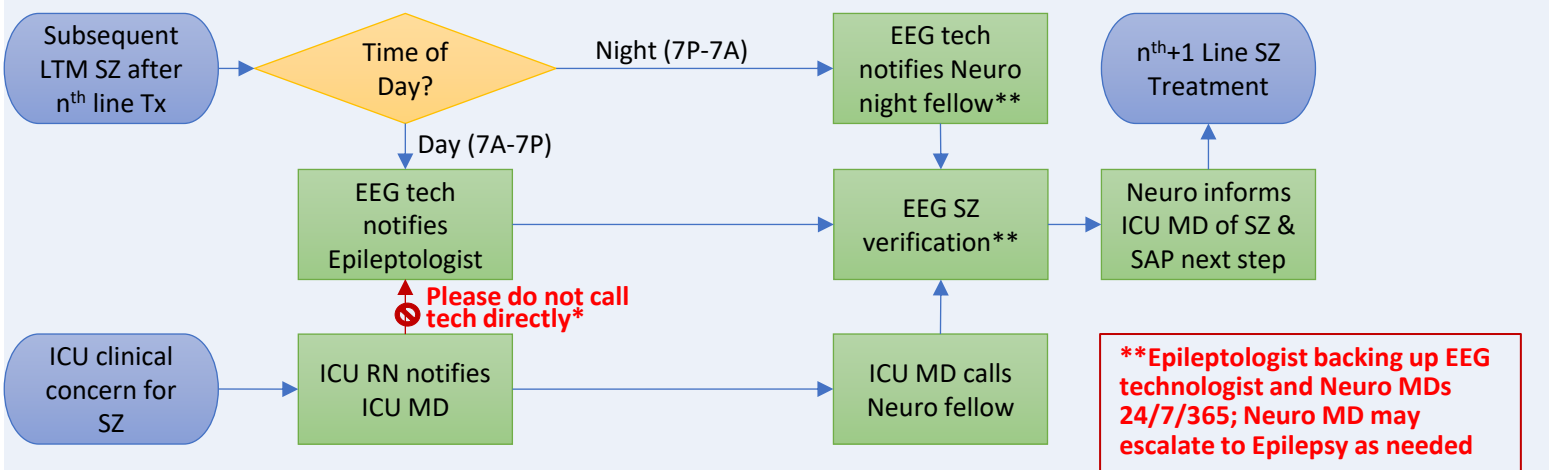 Subsequent
LTM SZ after
nth line Tx
Time of
Day?
Night (7P-7A)
EEG tech
notifies Neuro
night fellow**
nth+1 Line SZ
Treatment
Day (7A-7P)
EEG tech
notifies
Epileptologist
EEG SZ
verification**
Neuro informs
ICU MD of SZ &
SAP next step
Please do not call
tech directly*
ICU clinical
concern for
SZ
ICU RN notifies
ICU MD
ICU MD calls
Neuro fellow
**Epileptologist backing up EEG
technologist and Neuro MDs
24/7/365; Neuro MD may
escalate to Epilepsy as needed